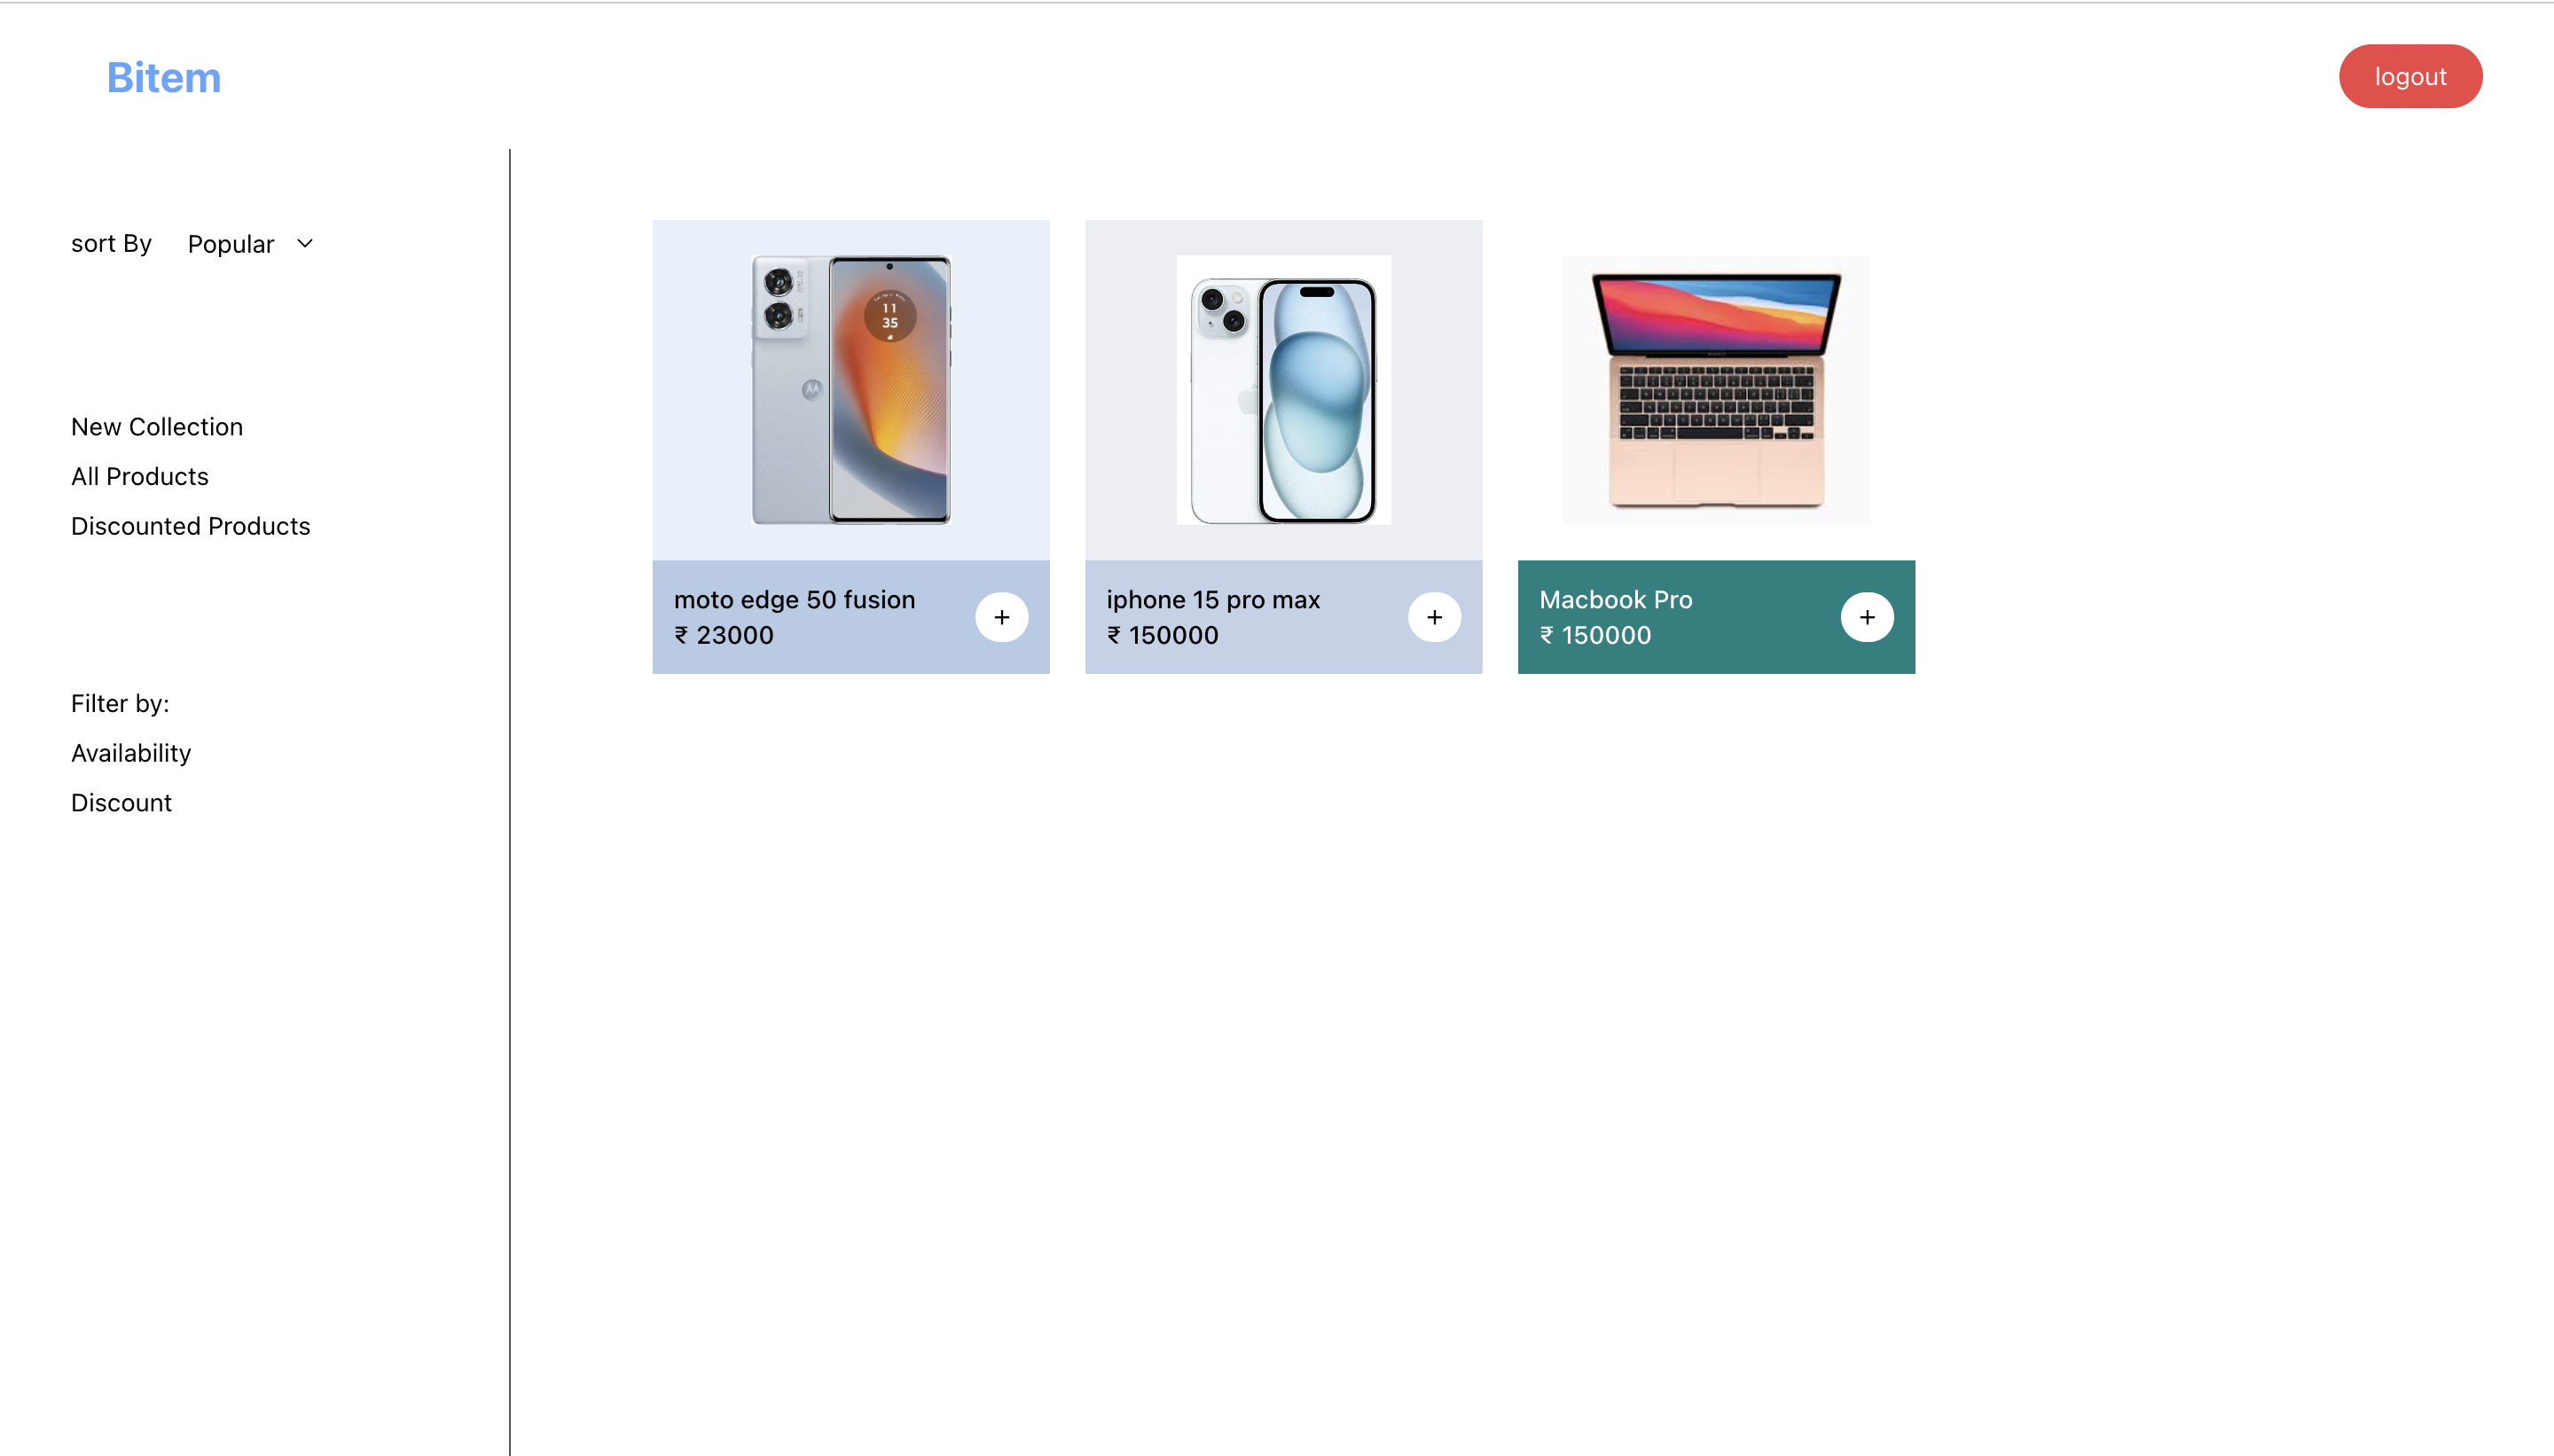 Bitem
logout
sort By Popular
New Collection
All Products
Discounted Products
Filter by:
Availability
Discount
11
35
moto edge 50 fusion
₹ 23000
+
iphone 15 pro max
₹ 150000
+
Macbook Pro
₹ 150000
+